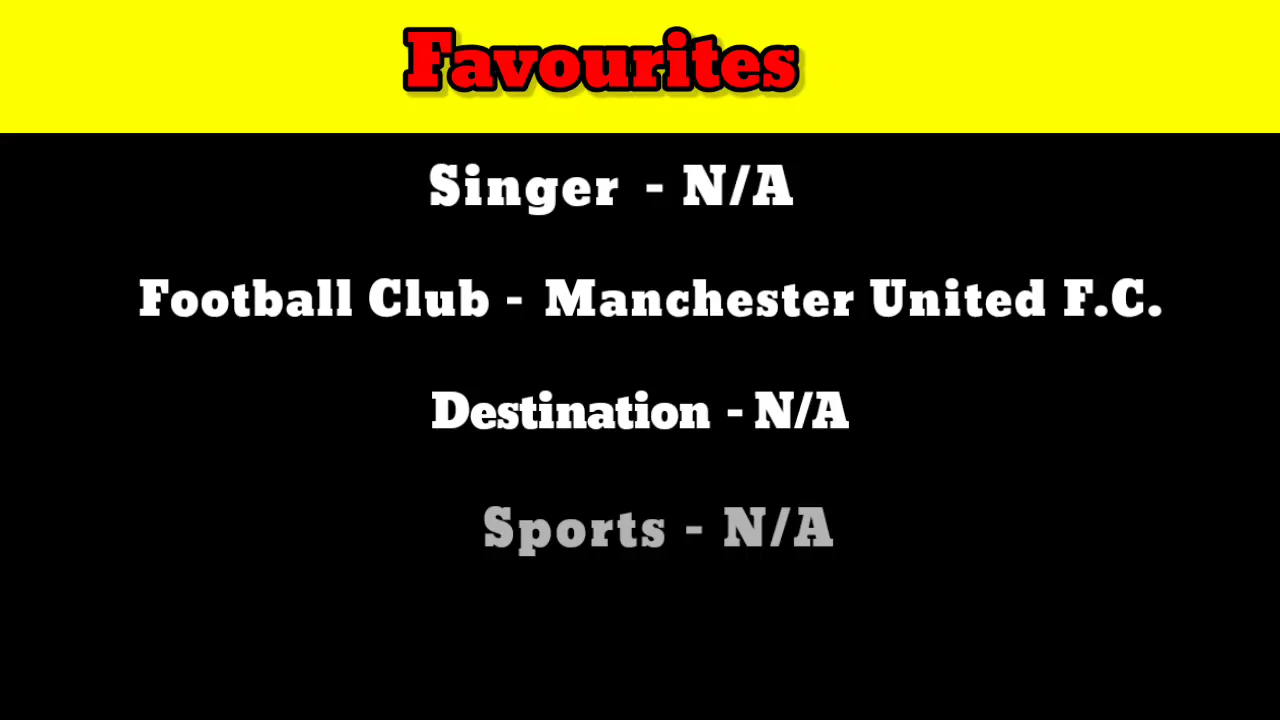 Favourites
Singer - N/A
Football Club - Manchester United F.C.
Destination - N/A
Sports - N/A